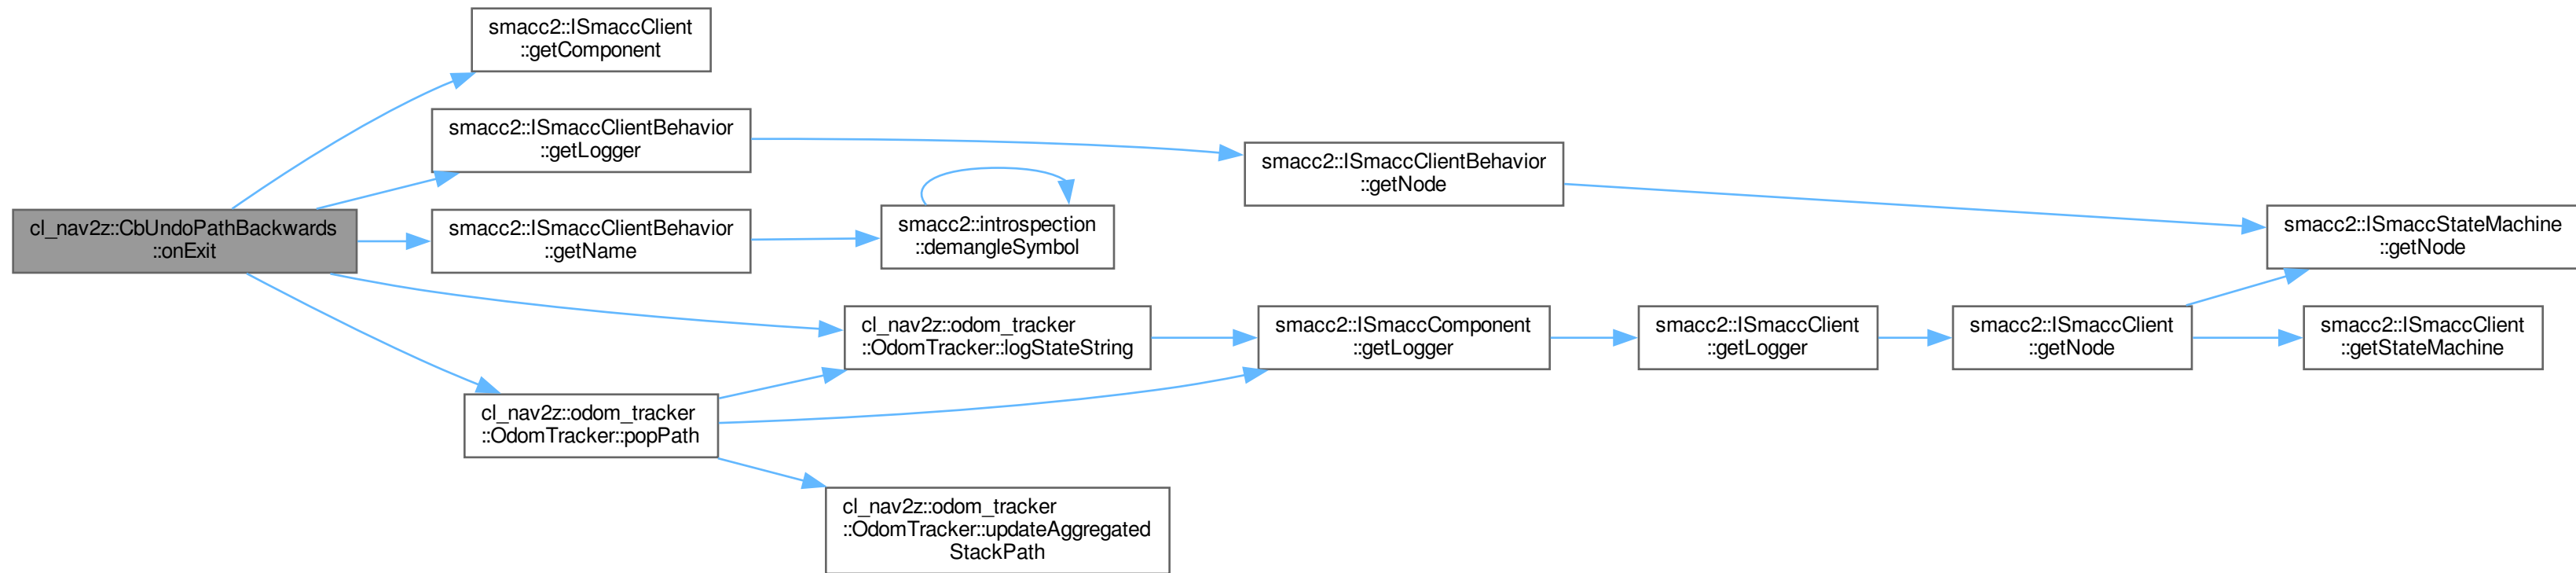 smacc2::ISmaccClient
::getComponent
smacc2::ISmaccClientBehavior
::getLogger
smacc2::ISmaccClientBehavior
::getNode
cl_nav2z::CbUndoPathBackwards
::onExit
smacc2::ISmaccClientBehavior
::getName
smacc2::introspection
::demangleSymbol
smacc2::ISmaccStateMachine
::getNode
cl_nav2z::odom_tracker
::OdomTracker::logStateString
smacc2::ISmaccComponent
::getLogger
smacc2::ISmaccClient
::getLogger
smacc2::ISmaccClient
::getNode
smacc2::ISmaccClient
::getStateMachine
cl_nav2z::odom_tracker
::OdomTracker::popPath
cl_nav2z::odom_tracker
::OdomTracker::updateAggregated
StackPath